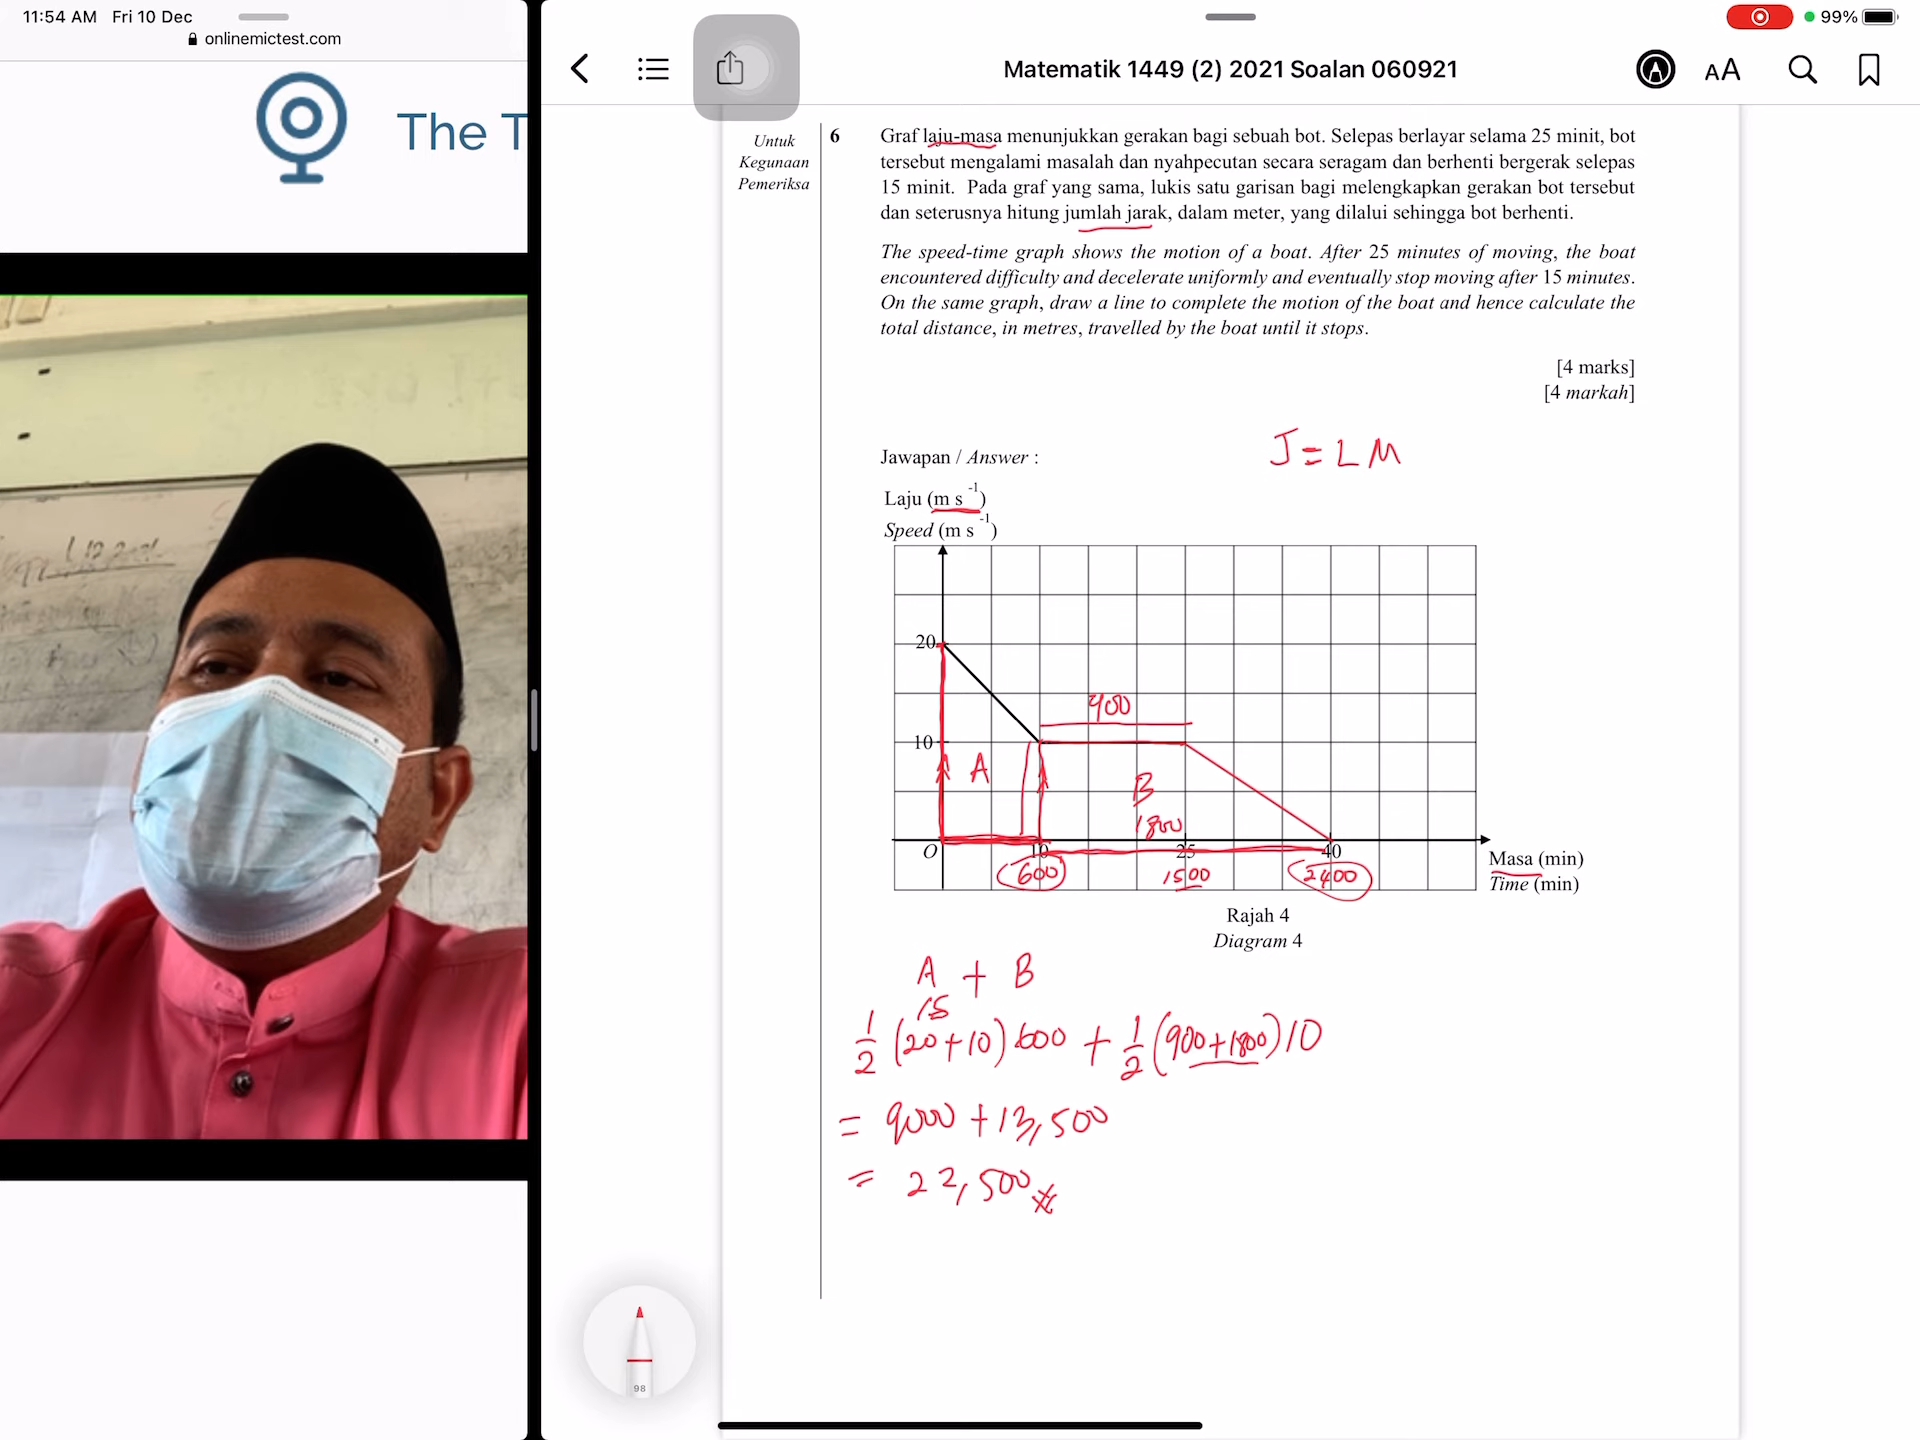 11:54 AM Fri 10 Dec
99%
onlinemictest.com
The T
Matematik 1449 (2) 2021 Soalan 060921
AA
Untuk
Kegunaan
Pemeriksa
6 Graf laju-masa menunjukkan gerakan bagi sebuah bot. Selepas berlayar selama 25 minit, bot
tersebut mengalami masalah dan nyahpecutan secara seragam dan berhenti bergerak selepas
15 minit. Pada graf yang sama, lukis satu garisan bagi melengkapkan gerakan bot tersebut
dan seterusnya hitung jumlah jarak, dalam meter, yang dilalui sehingga bot berhenti.
The speed-time graph shows the motion of a boat. After 25 minutes of moving, the boat
encountered difficulty and decelerate uniformly and eventually stop moving after 15 minutes.
On the same graph, draw a line to complete the motion of the boat and hence calculate the
total distance, in metres, travelled by the boat until it stops.
[4 marks]
[4 markah]
J = L M
Jawapan / Answer :
Laju (m s⁻¹)
Speed (m s⁻¹)
20
900
10
A
B
1800
O 10 25 40
Masa (min)
600 1500 2400
Time (min)
Rajah 4
Diagram 4
A + B
15
1/2 (20+10) 600 + 1/2 (900+1800) 10
= 9000 + 13,500
= 22,500
98